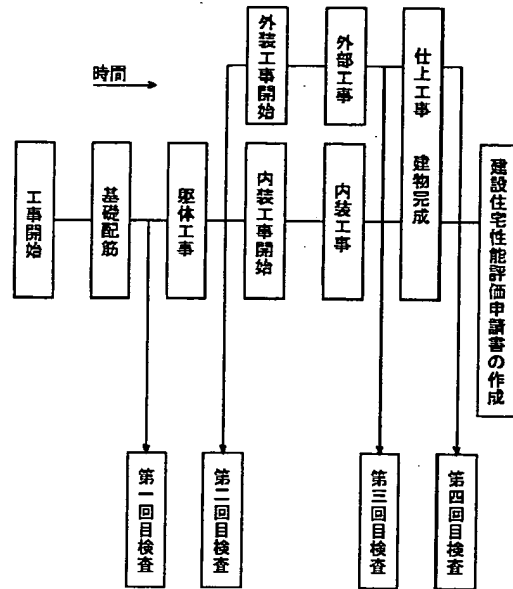 時間
外装工事開始
外部工事
仕上工事 建物完成
工事開始
基礎配筋
躯体工事
内装工事開始
内装工事
建設住宅性能評価申請書の作成
第一回目検査
第二回目検査
第三回目検査
第四回目検査